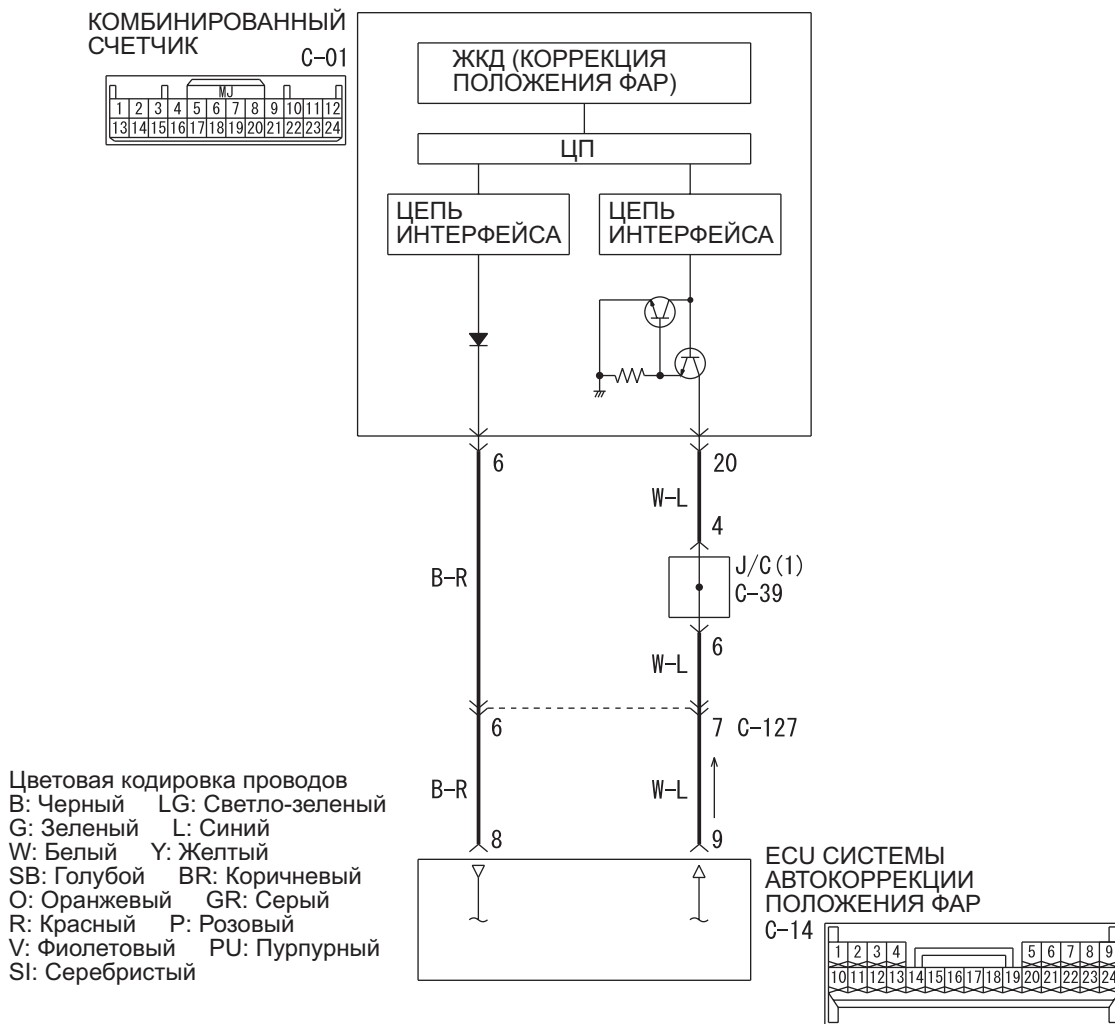 КОМБИНИРОВАННЫЙ
СЧЕТЧИК
C-01
MJ
1 2 3 4 5 6 7 8 9 10 11 12
13 14 15 16 17 18 19 20 21 22 23 24
ЖКД (КОРРЕКЦИЯ
ПОЛОЖЕНИЯ ФАР)
ЦП
ЦЕПЬ
ИНТЕРФЕЙСА
ЦЕПЬ
ИНТЕРФЕЙСА
6
20
W-L
4
B-R
J/C(1)
C-39
6
W-L
6
7 C-127
B-R
W-L
8
9
Цветовая кодировка проводов
B: Черный LG: Светло-зеленый
G: Зеленый L: Синий
W: Белый Y: Желтый
SB: Голубой BR: Коричневый
O: Оранжевый GR: Серый
R: Красный P: Розовый
V: Фиолетовый PU: Пурпурный
SI: Серебристый
ECU СИСТЕМЫ
АВТОКОРРЕКЦИИ
ПОЛОЖЕНИЯ ФАР
C-14
1 2 3 4 5 6 7 8 9
10 11 12 13 14 15 16 17 18 19 20 21 22 23 24